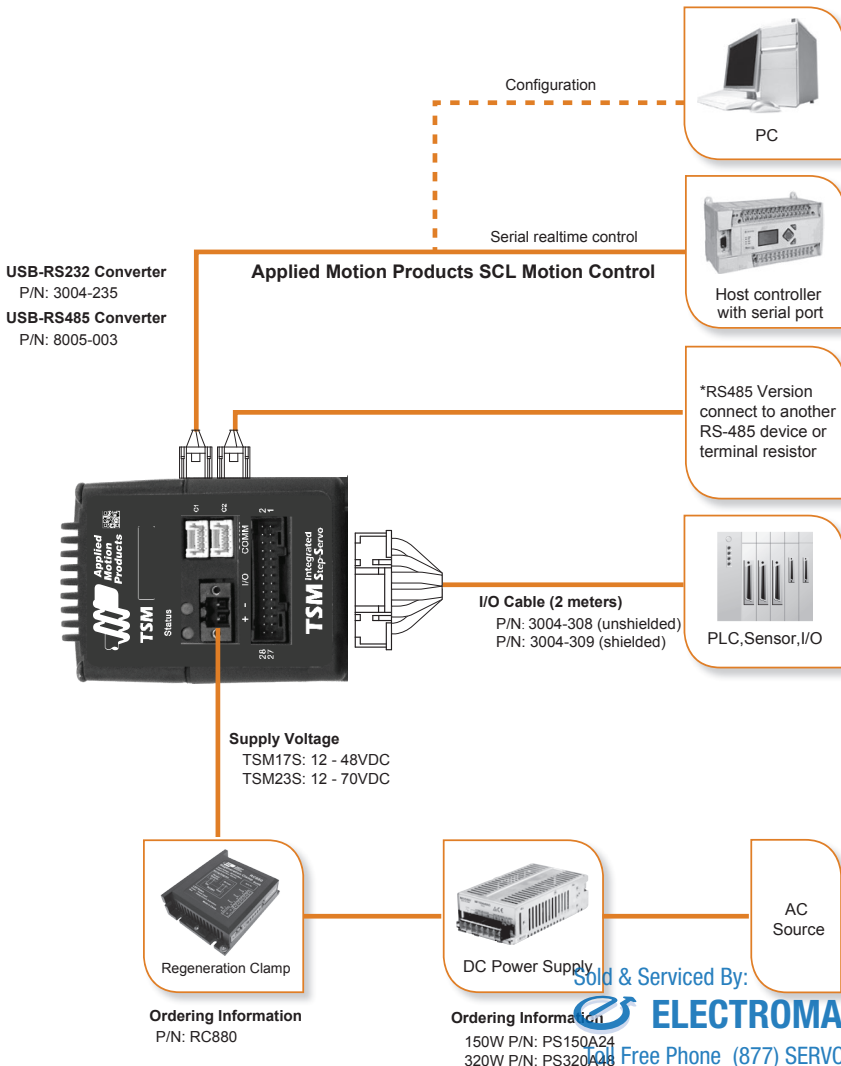 Configuration
PC
Serial realtime control
Applied Motion Products SCL Motion Control
USB-RS232 Converter
P/N: 3004-235
USB-RS485 Converter
P/N: 8005-003
Host controller
with serial port
*RS485 Version
connect to another
RS-485 device or
terminal resistor
Applied
Motion
Products
TSM
Status
C1
C2
COMM
2
1
I/O
+ -
28
27
TSM Integrated
Step-Servo
I/O Cable (2 meters)
P/N: 3004-308 (unshielded)
P/N: 3004-309 (shielded)
PLC,Sensor,I/O
Supply Voltage
TSM17S: 12 - 48VDC
TSM23S: 12 - 70VDC
Regeneration Clamp
DC Power Supply
AC
Source
Ordering Information
P/N: RC880
Ordering Information
150W P/N: PS150A24
320W P/N: PS320A48
Sold & Serviced By:
ELECTROMA
Toll Free Phone (877) SERVO